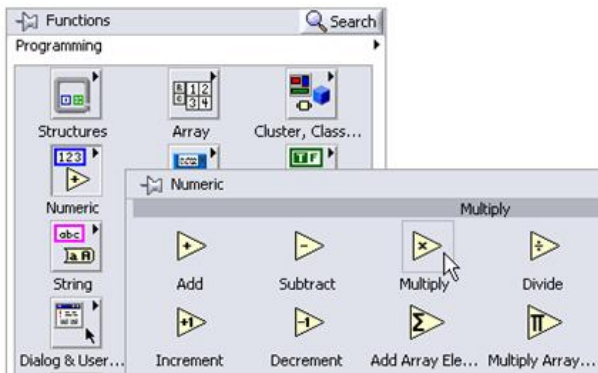 Functions Search
Programming
Structures Array Cluster, Class...
Numeric
Numeric
Multiply
String
Add Subtract Multiply Divide
Dialog & User... Increment Decrement Add Array Ele... Multiply Array...